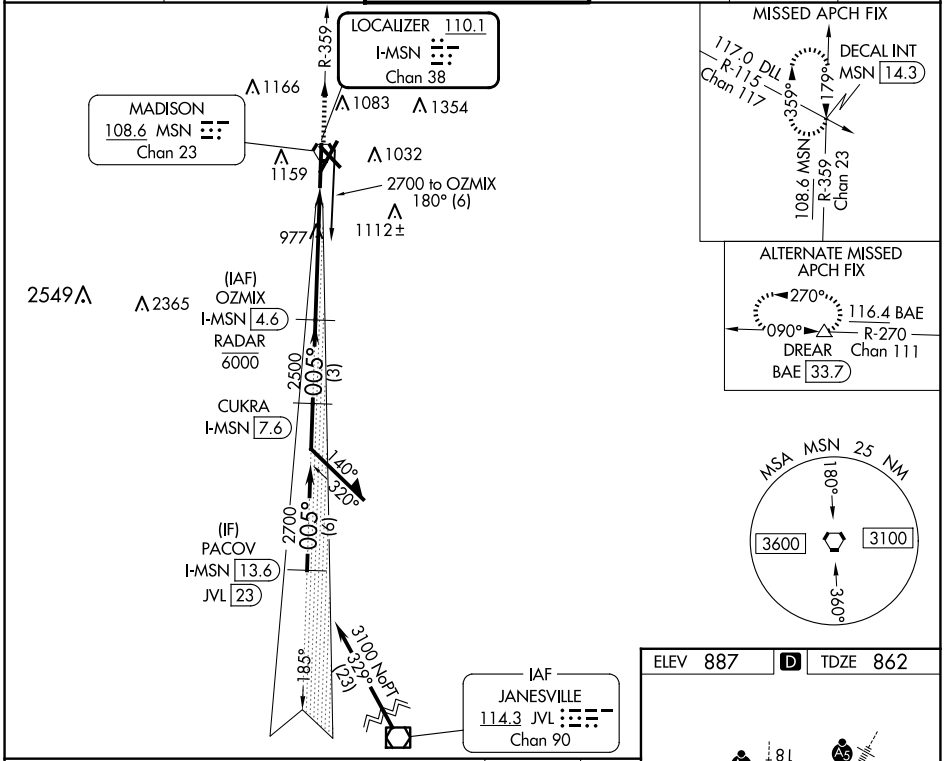 LOCALIZER 110.1
I-MSN
Chan 38
R-359
MADISON
108.6 MSN
Chan 23
1166
1083
1354
1159
1032
2700 to OZMIX
180° (6)
1112±
977
2549
2365
(IAF)
OZMIX
I-MSN 4.6
RADAR
6000
2500
005°
(3)
CUKRA
I-MSN 7.6
140°
320°
2700
005°
(6)
(IF)
PACOV
I-MSN 13.6
JVL 23
185°
3100 NoPT
329°
(23)
IAF
JANESVILLE
114.3 JVL
Chan 90
MISSED APCH FIX
117.0 DLL
R-115
Chan 117
DECAL INT
MSN 14.3
359°
179°
108.6 MSN
R-359
Chan 23
ALTERNATE MISSED
APCH FIX
270°
090°
116.4 BAE
R-270
Chan 111
DREAR
BAE 33.7
MSA MSN 25 NM
180°
3600
3100
360°
ELEV 887 D TDZE 862
18L
A5